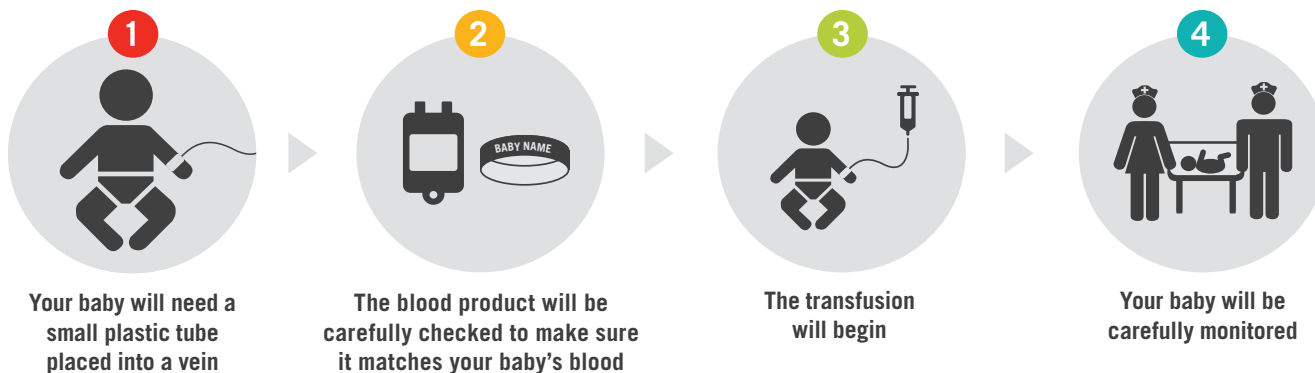 1
Your baby will need a
small plastic tube
placed into a vein
2
BABY NAME
The blood product will be
carefully checked to make sure
it matches your baby's blood
3
The transfusion
will begin
4
Your baby will be
carefully monitored